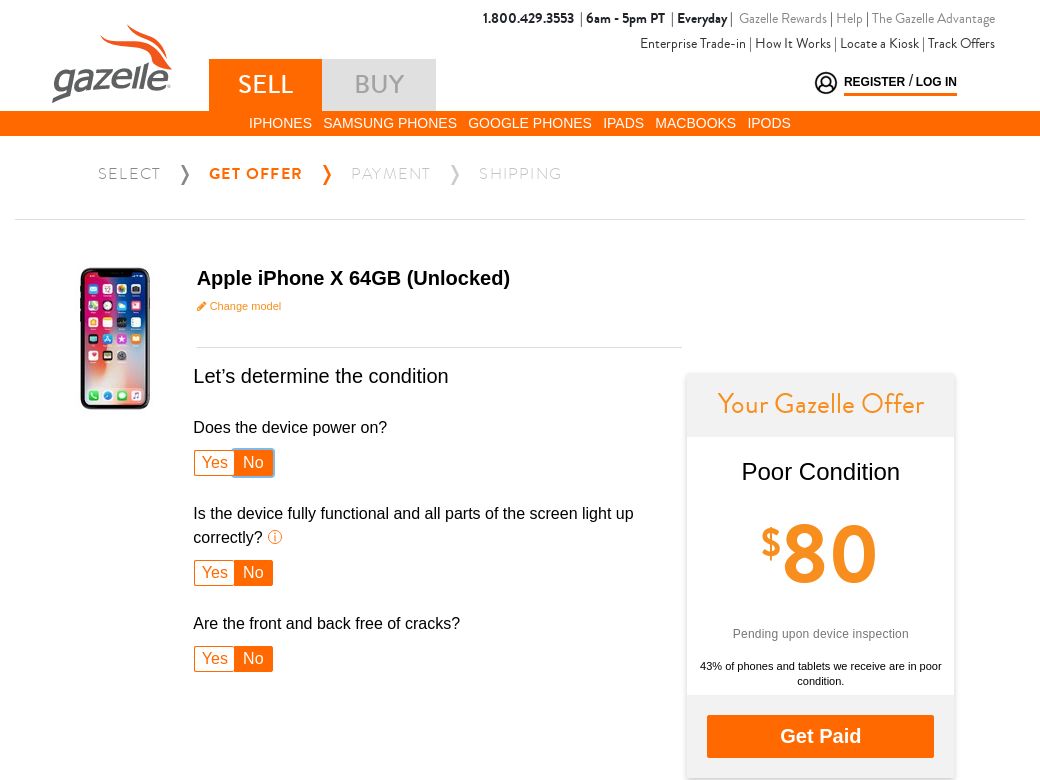 1.800.429.3553 | 6am - 5pm PT | Everyday | Gazelle Rewards | Help | The Gazelle Advantage
Enterprise Trade-in | How It Works | Locate a Kiosk | Track Offers
gazelle
SELL
BUY
REGISTER / LOG IN
IPHONES SAMSUNG PHONES GOOGLE PHONES IPADS MACBOOKS IPODS
SELECT ❭ GET OFFER ❭ PAYMENT ❭ SHIPPING
Apple iPhone X 64GB (Unlocked)
Change model
Let’s determine the condition
Does the device power on?
Yes No
Is the device fully functional and all parts of the screen light up
correctly?
Yes No
Are the front and back free of cracks?
Yes No
Your Gazelle Offer
Poor Condition
$80
Pending upon device inspection
43% of phones and tablets we receive are in poor
condition.
Get Paid